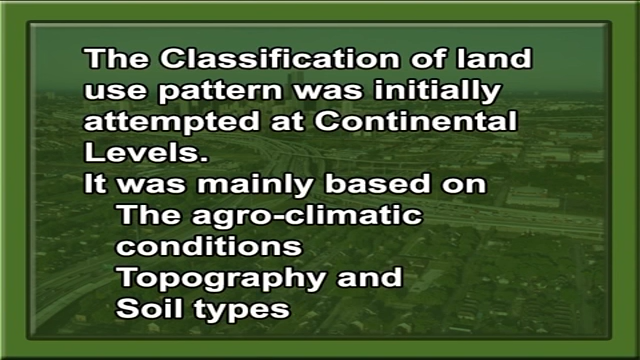 The Classification of land
use pattern was initially
attempted at Continental
Levels.
It was mainly based on
The agro-climatic
conditions
Topography and
Soil types